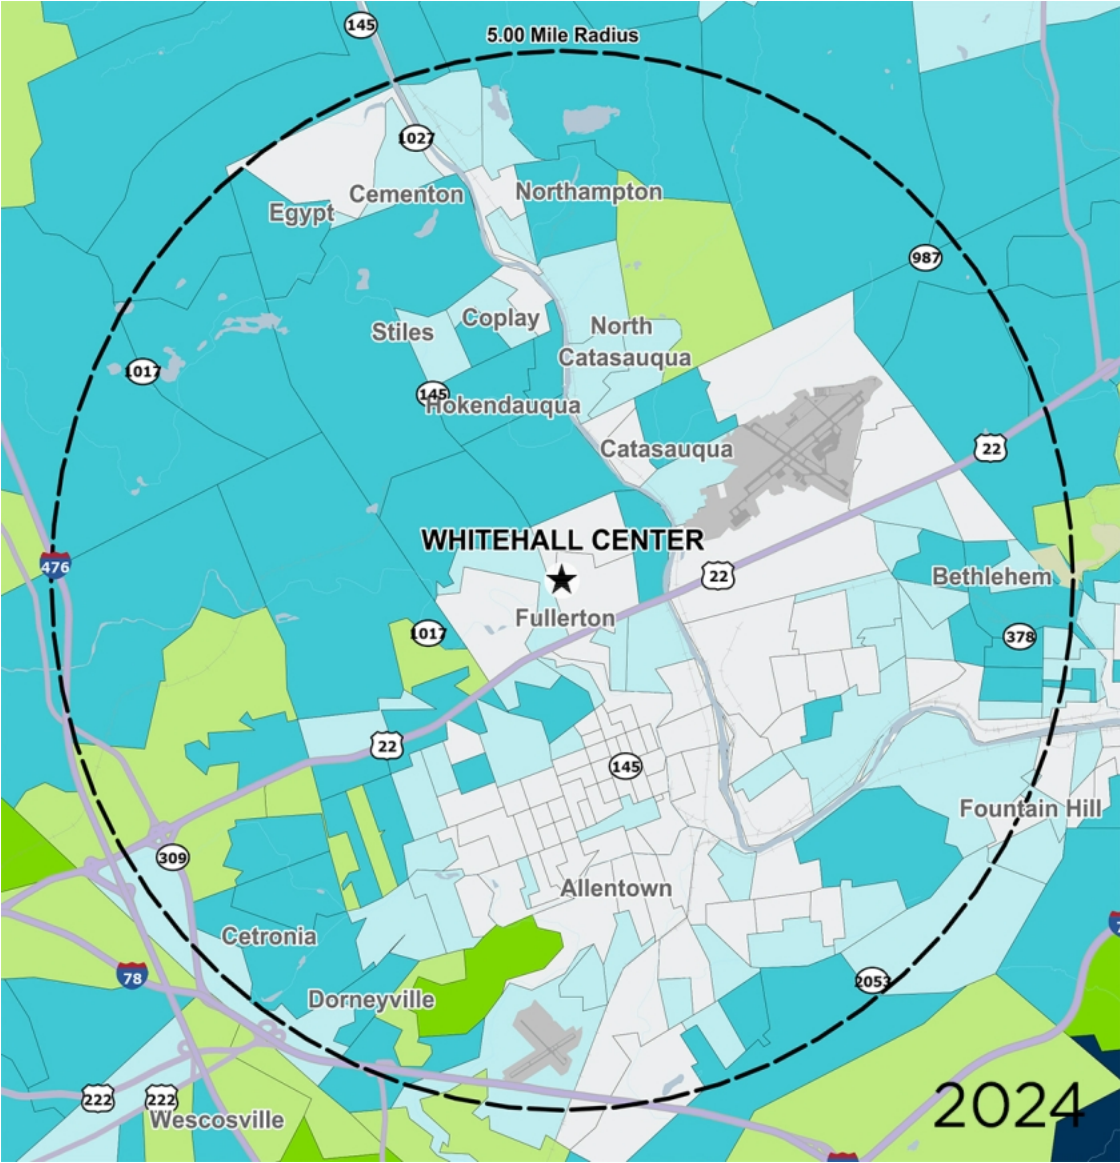 145
5.00 Mile Radius
1027
Cementon
Northampton
Egypt
987
Coplay
North
Catasauqua
Stiles
1017
145
Hokendauqua
Catasauqua
22
WHITEHALL CENTER
476
22
Bethlehem
Fullerton
1017
378
22
145
Fountain Hill
309
Allentown
Cetronia
78
2053
Dorneyville
222
222
Wescosville
2024